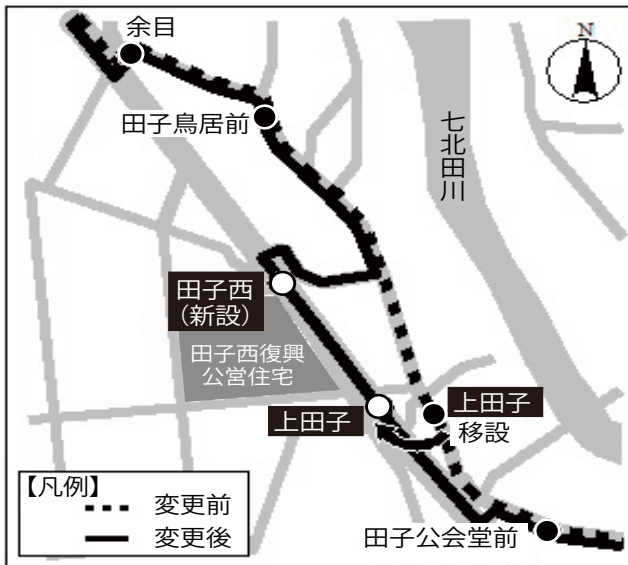 余目
N
田子鳥居前
七北田川
田子西
（新設）
田子西復興
公営住宅
上田子
上田子
移設
【凡例】
変更前
変更後
田子公会堂前